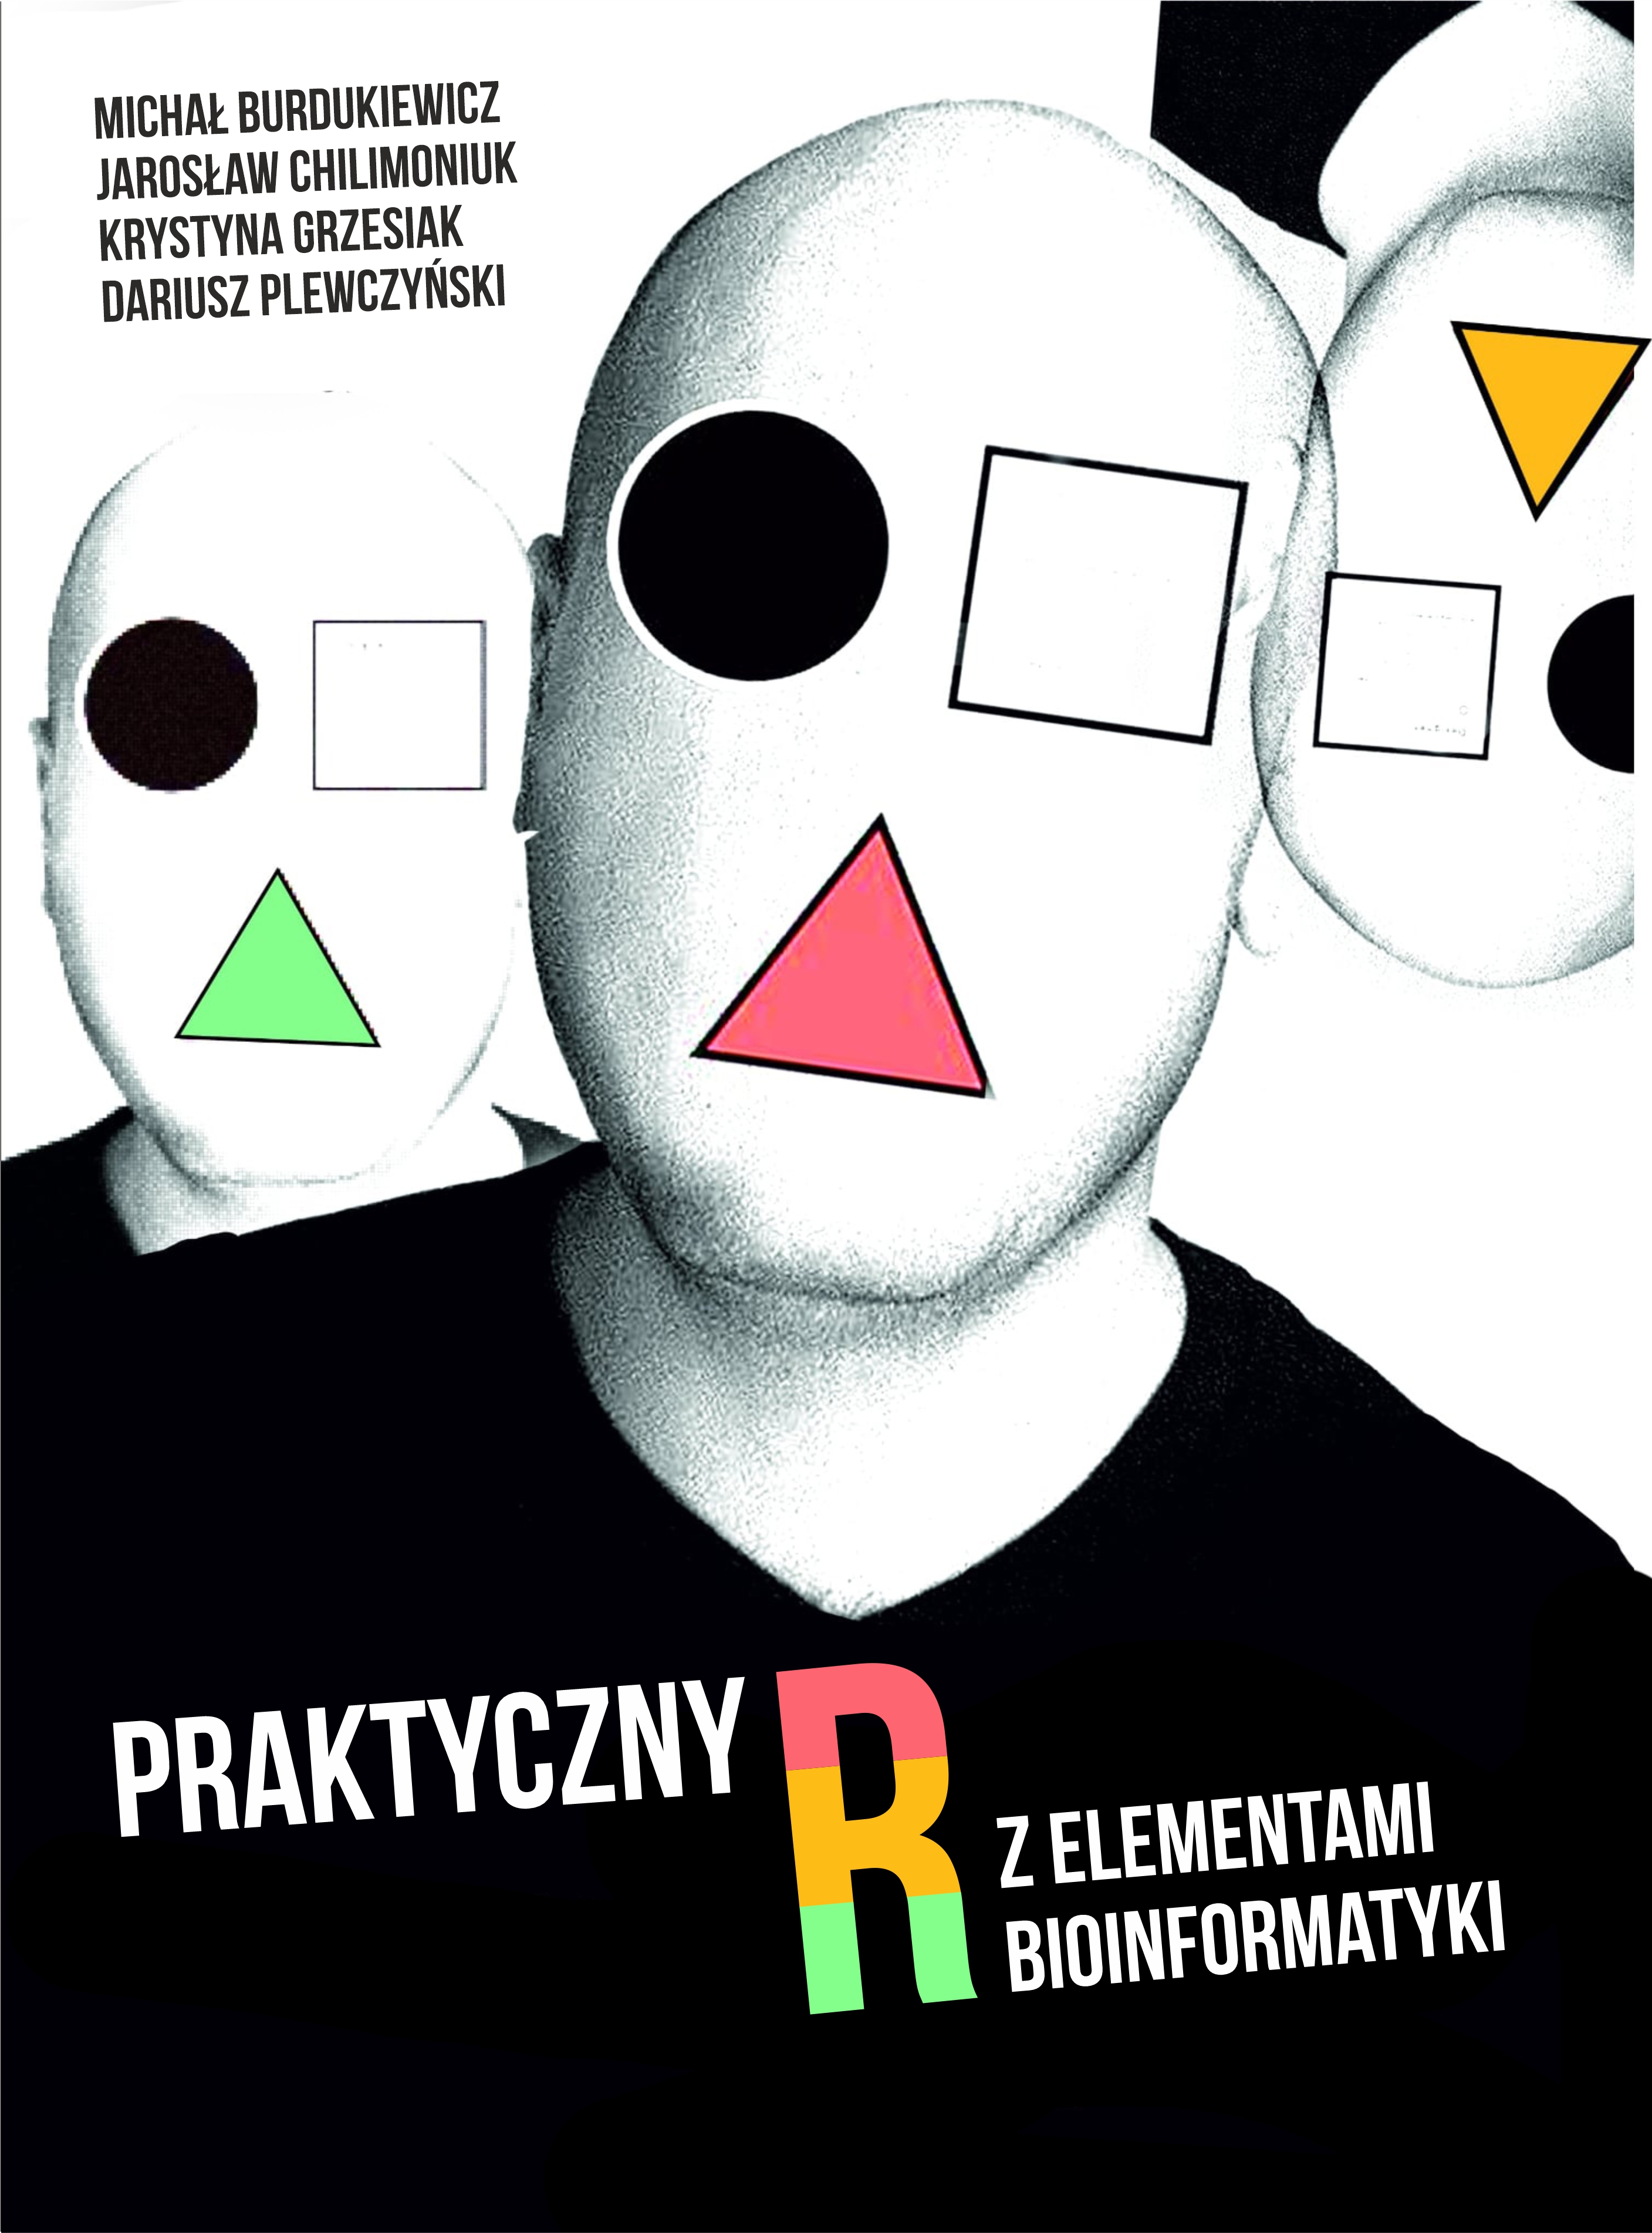 MICHAŁ BURDUKIEWICZ
JAROSŁAW CHILIMONIUK
KRYSTYNA GRZESIAK
DARIUSZ PLEWCZYŃSKI
PRAKTYCZNY R
Z ELEMENTAMI
BIOINFORMATYKI